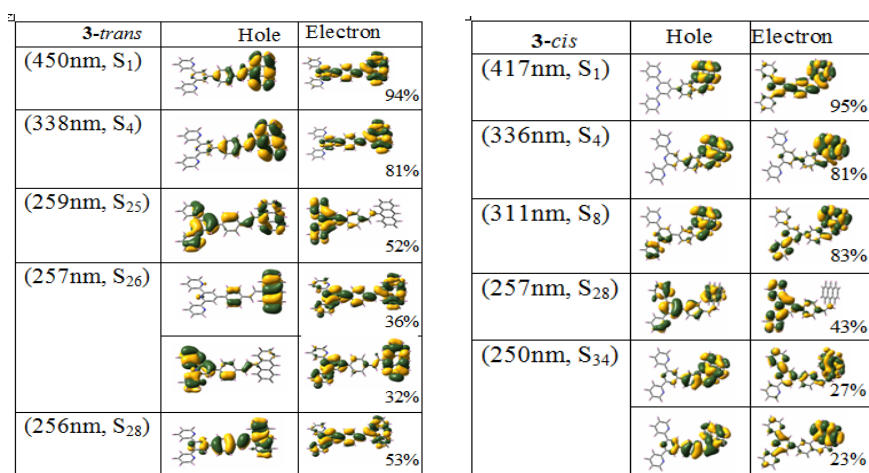 3-trans Hole Electron
(450nm, S₁) 94%
(338nm, S₄) 81%
(259nm, S₂₅) 52%
(257nm, S₂₆) 36%
32%
(256nm, S₂₈) 53%
3-cis Hole Electron
(417nm, S₁) 95%
(336nm, S₄) 81%
(311nm, S₈) 83%
(257nm, S₂₈) 43%
(250nm, S₃₄) 27%
23%